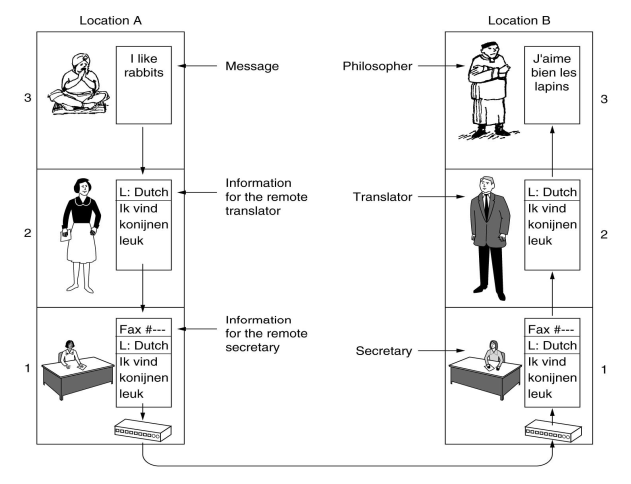 Location A
Location B
I like
rabbits
Message
Philosopher
J'aime
bien les
lapins
3
3
L: Dutch
Ik vind
konijnen
leuk
Information
for the remote
translator
Translator
L: Dutch
Ik vind
konijnen
leuk
2
2
Fax #---
L: Dutch
Ik vind
konijnen
leuk
Information
for the remote
secretary
Secretary
Fax #---
L: Dutch
Ik vind
konijnen
leuk
1
1